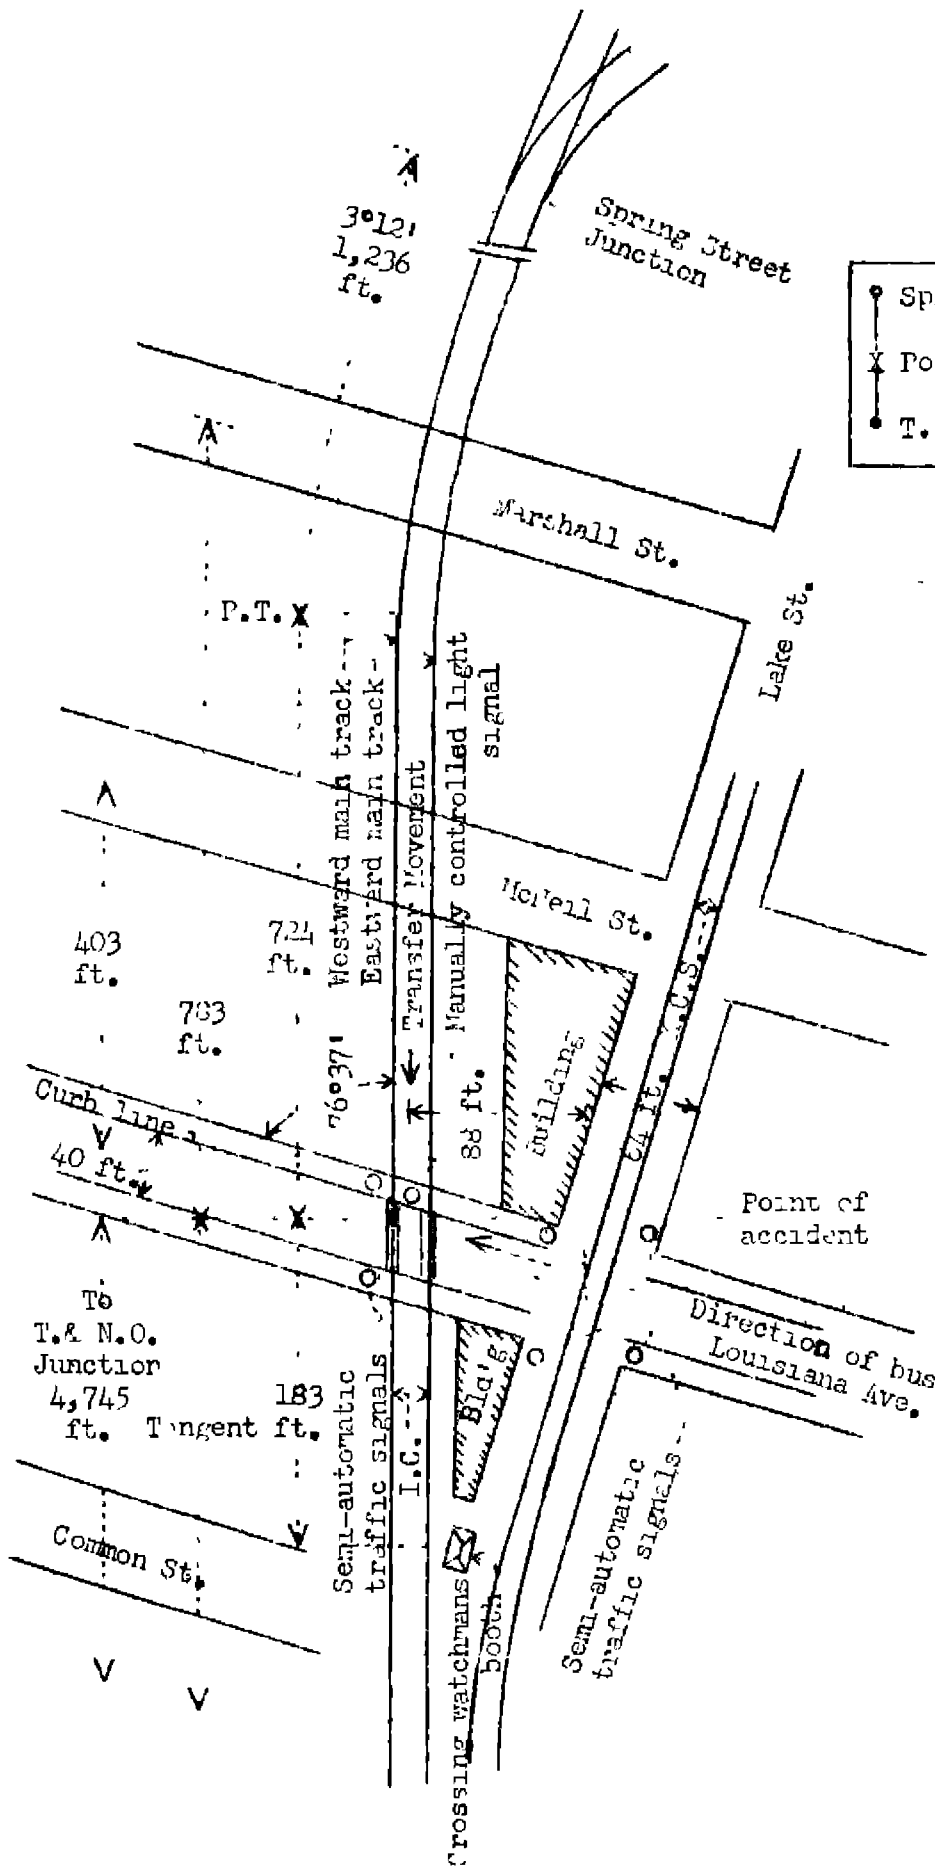 3°12'
1,236
ft.
Spring Street
Junction
Sp
X Po
T.
Marshall St.
Lake St.
P.T.
Westward main track
Eastward main track
Transfer Movement
Manually controlled light
signal
McNeil St.
403
ft.
724
ft.
783
ft.
76°37'
88 ft.
Building
64 ft.
Curb line
40 ft.
Point of
accident
To
T.& N.O.
Junction
4,745
ft.
Tangent
183
ft.
Semi-automatic
traffic signals
I.C.
Bld'g
Direction of bus
Louisiana Ave.
Common St.
Crossing watchmans
booth
Semi-automatic
traffic signals